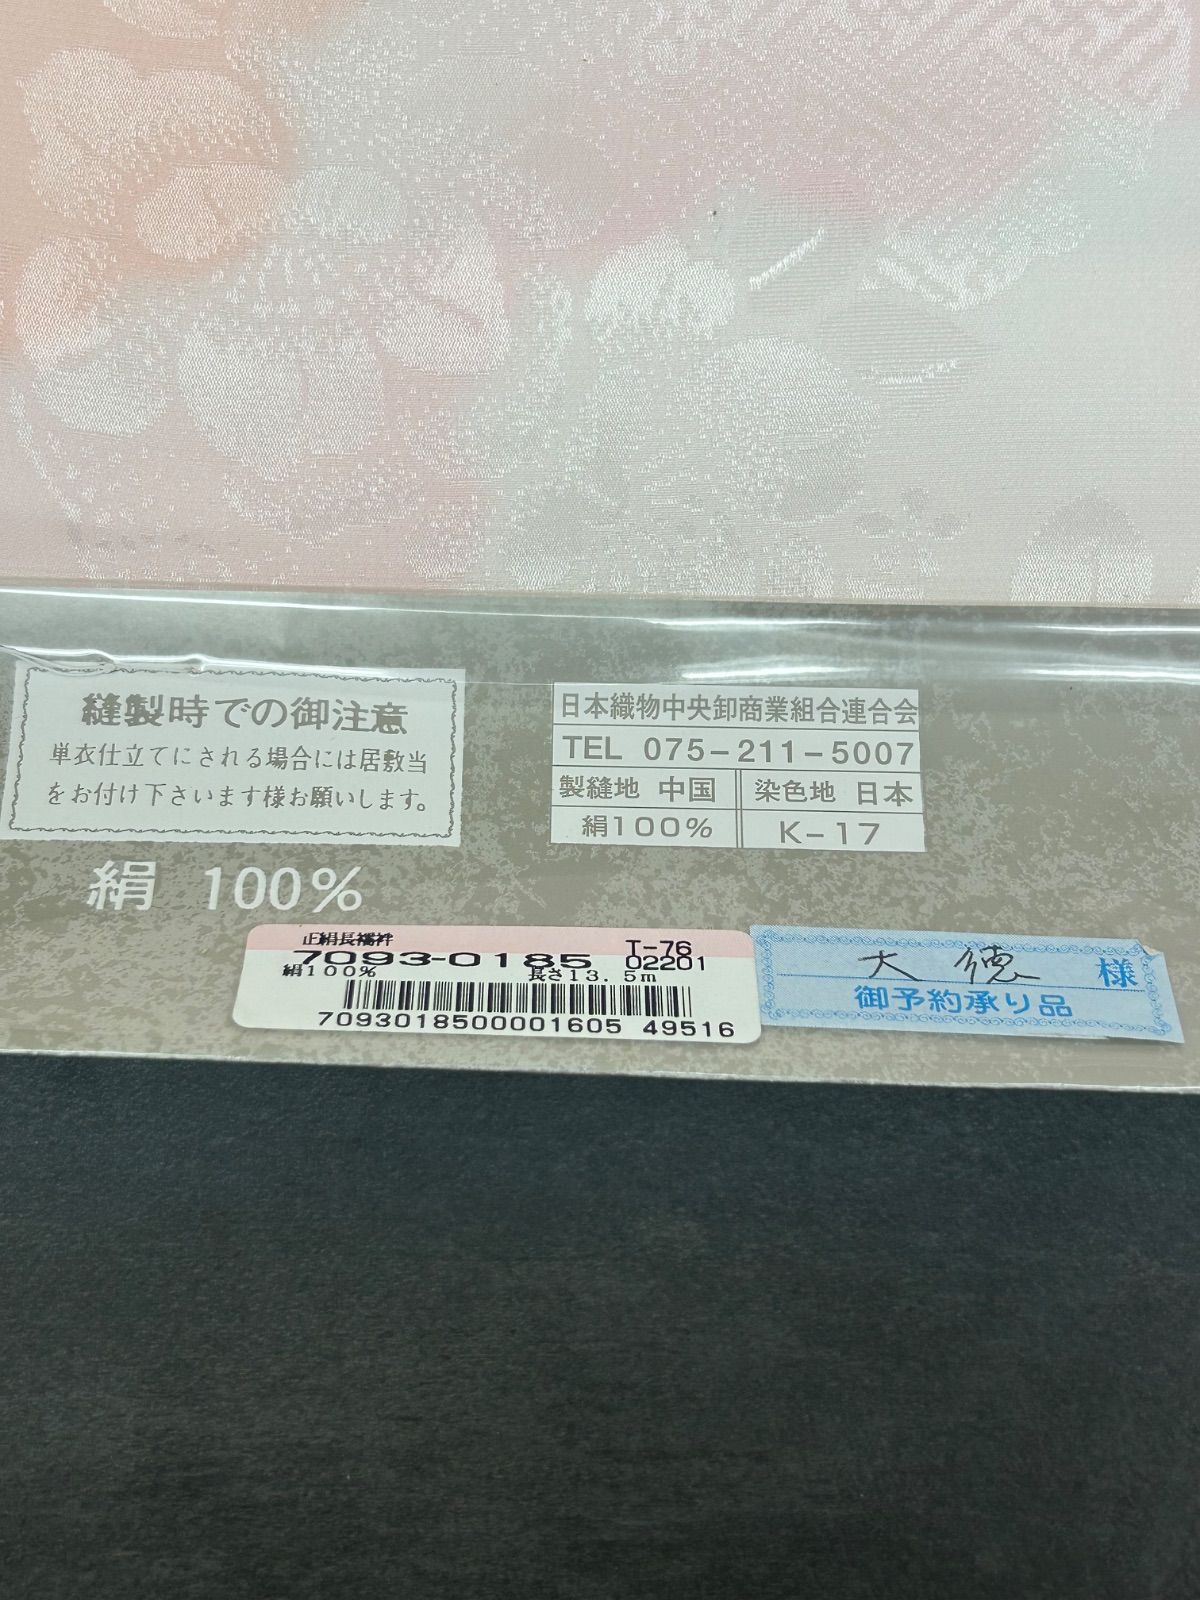 縫製時での御注意
単衣仕立てにされる場合には居敷当
をお付け下さいます様お願いします。
日本織物中央卸商業組合連合会
TEL 075-211-5007
製縫地 中国
染色地 日本
絹100%
K-17
絹 100%
正絹長襦袢
T-76
7093-0185 02201
絹100% 長さ13.5m
7093018500001605 49516
大 徳 様
御予約承り品